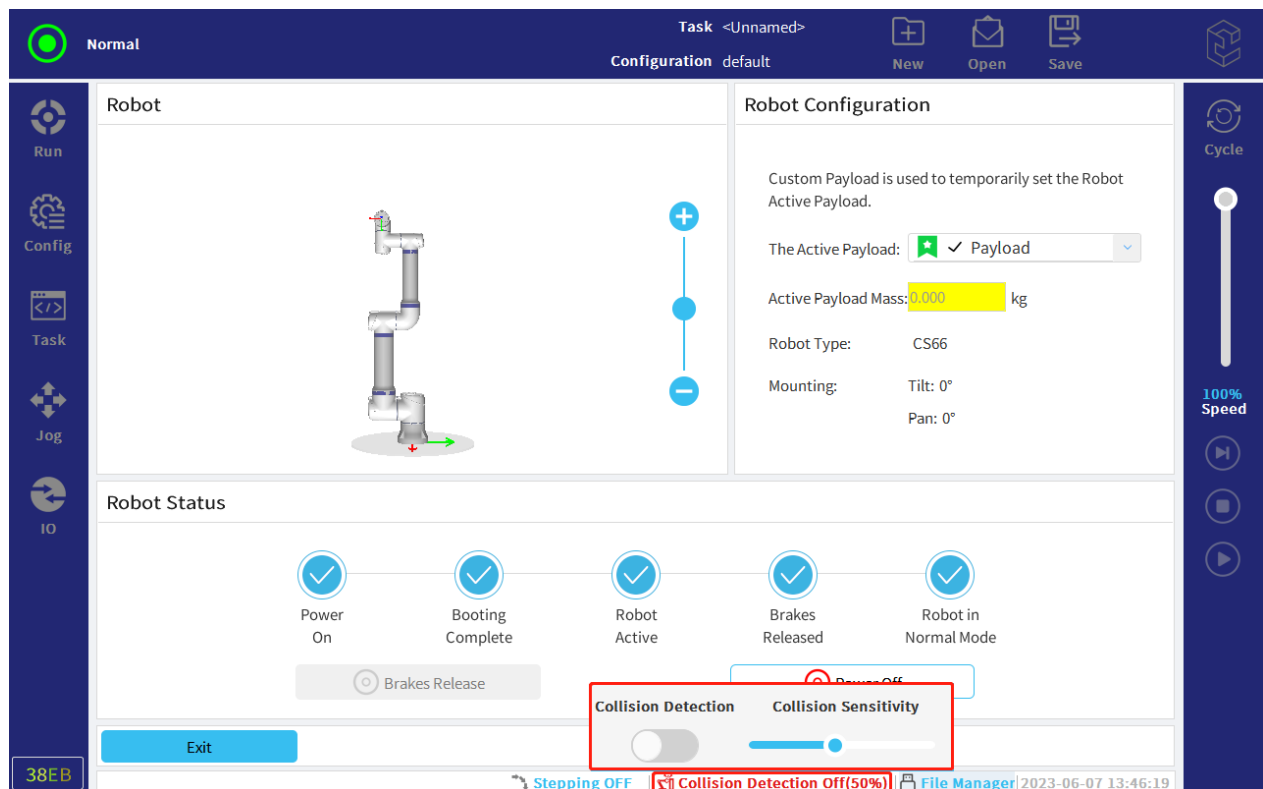 Normal
Task <Unnamed>
Configuration default
New
Open
Save
Run
Config
Task
Jog
IO
38EB
Robot
Robot Configuration
Custom Payload is used to temporarily set the Robot
Active Payload.
The Active Payload: Payload
Active Payload Mass: 0.000 kg
Robot Type: CS66
Mounting: Tilt: 0°
Pan: 0°
Cycle
100%
Speed
Robot Status
Power
On
Booting
Complete
Robot
Active
Brakes
Released
Robot in
Normal Mode
Brakes Release
Collision Detection
Collision Sensitivity
Exit
Stepping OFF
Collision Detection Off(50%)
File Manager
2023-06-07 13:46:19